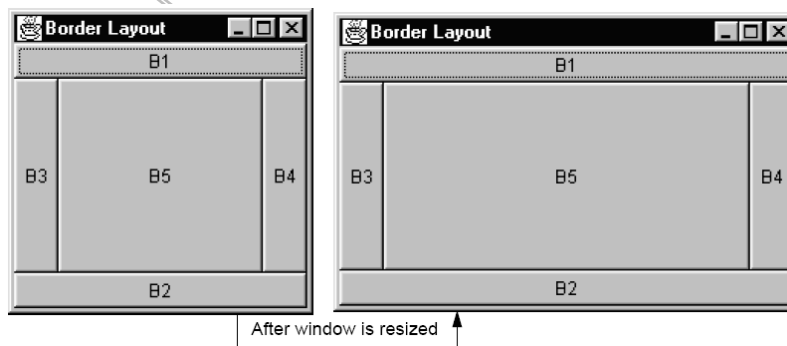 Border Layout
B1
B3
B5
B4
B2
Border Layout
B1
B3
B5
B4
B2
After window is resized